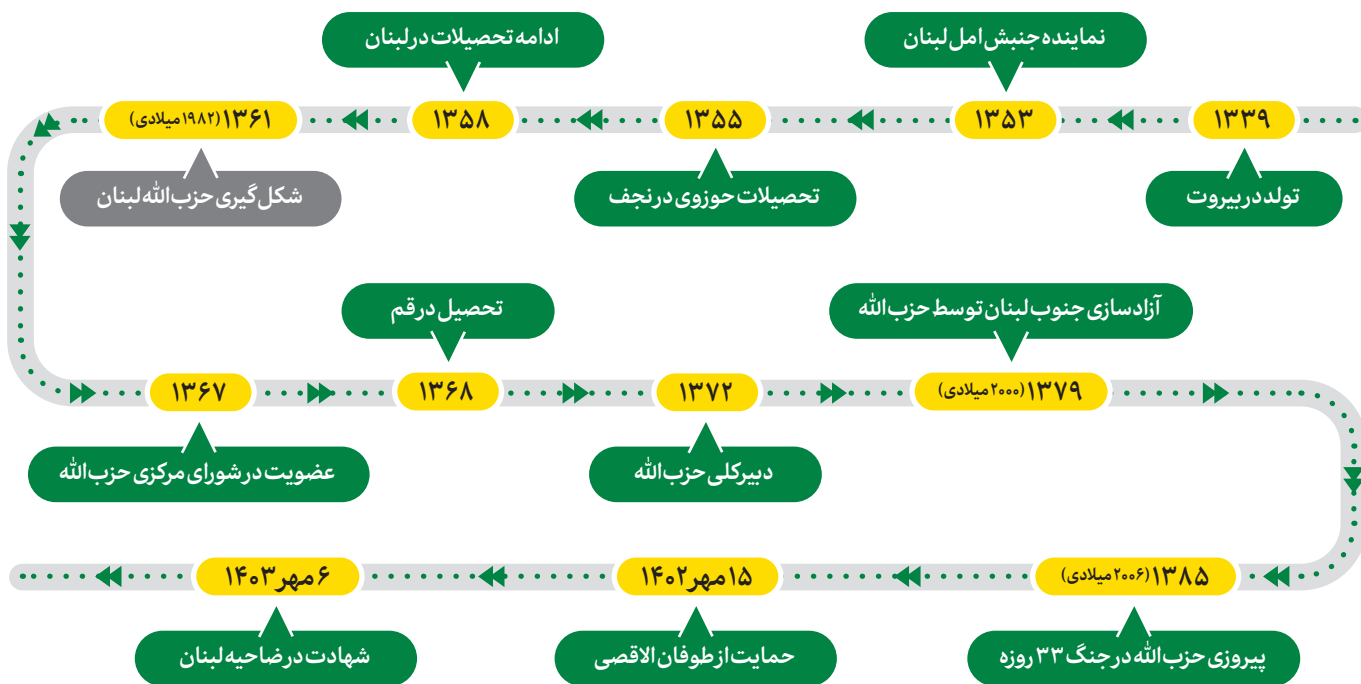 نماینده جنبش امل لبنان
ادامه تحصیلات در لبنان
۱۳۳۹
۱۳۵۳
۱۳۵۵
۱۳۵۸
۱۳۶۱ (۱۹۸۲ میلادی)
تولد در بیروت
تحصیلات حوزوی در نجف
شکل گیری حزب الله لبنان
تحصیل در قم
آزادسازی جنوب لبنان توسط حزب الله
۱۳۶۷
۱۳۶۸
۱۳۷۲
۱۳۷۹ (۲۰۰۰ میلادی)
عضویت در شورای مرکزی حزب الله
دبیرکلی حزب الله
۱۳۸۵ (۲۰۰۶ میلادی)
۱۵ مهر ۱۴۰۲
۶ مهر ۱۴۰۳
پیروزی حزب الله در جنگ ۳۳ روزه
حمایت از طوفان الاقصی
شهادت در ضاحیه لبنان